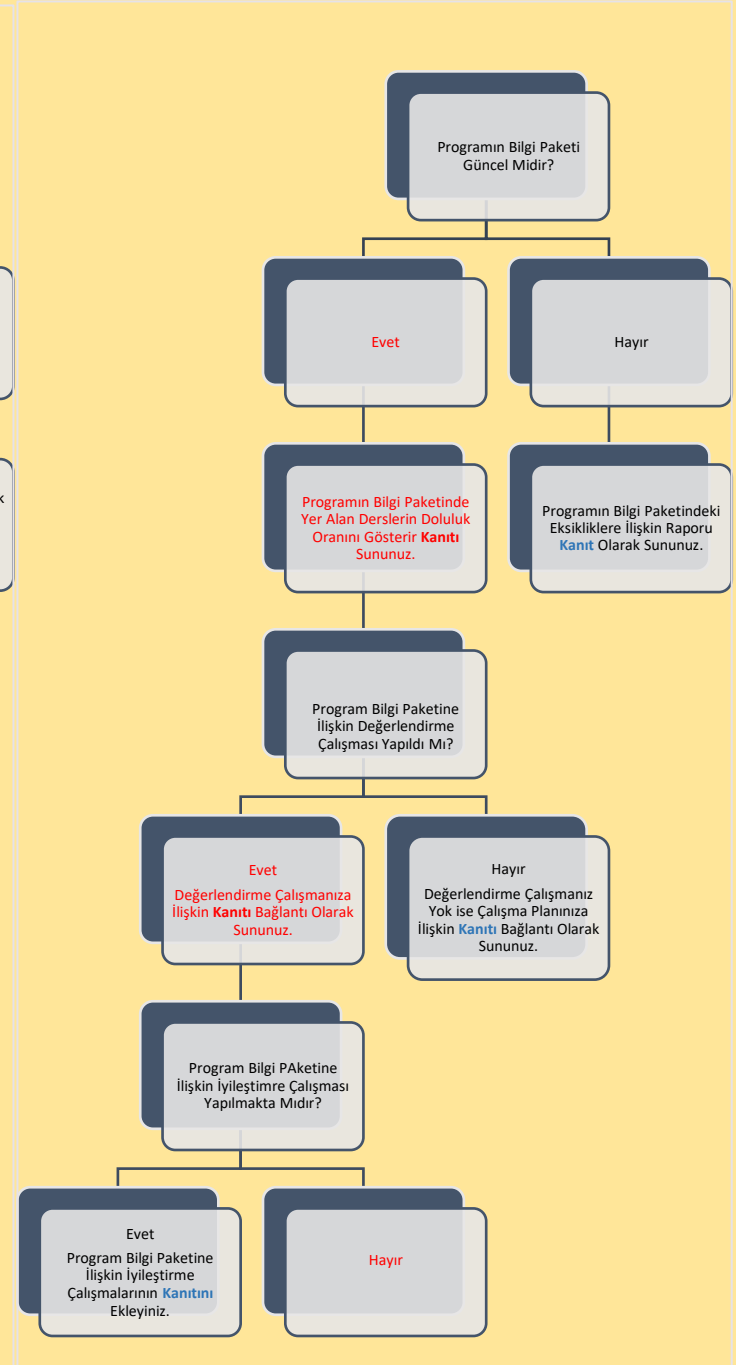 Programın Bilgi Paketi
Güncel Midir?
Evet
Hayır
Programın Bilgi Paketinde
Yer Alan Derslerin Doluluk
Oranını Gösterir Kanıtı
Sununuz.
Programın Bilgi Paketindeki
Eksikliklere İlişkin Raporu
Kanıt Olarak Sununuz.
k
Program Bilgi Paketine
İlişkin Değerlendirme
Çalışması Yapıldı Mı?
Evet
Değerlendirme Çalışmanıza
İlişkin Kanıtı Bağlantı Olarak
Sununuz.
Hayır
Değerlendirme Çalışmanız
Yok ise Çalışma Planınıza
İlişkin Kanıtı Bağlantı Olarak
Sununuz.
Program Bilgi PAketine
İlişkin İyileştimre Çalışması
Yapılmakta Mıdır?
Evet
Program Bilgi Paketine
İlişkin İyileştirme
Çalışmalarının Kanıtını
Ekleyiniz.
Hayır